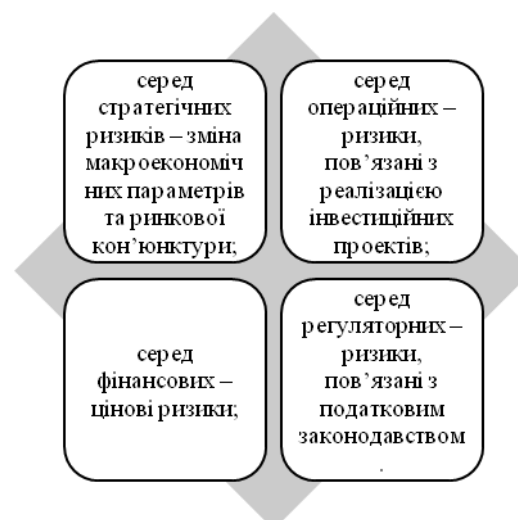 серед
стратегічних
ризиків – зміна
макроекономіч
них параметрів
та ринкової
кон’юнктури;
серед
операційних –
ризики,
пов’язані з
реалізацією
інвестиційних
проектів;
серед
фінансових –
цінові ризики;
серед
регуляторних –
ризики,
пов’язані з
податковим
законодавством
.